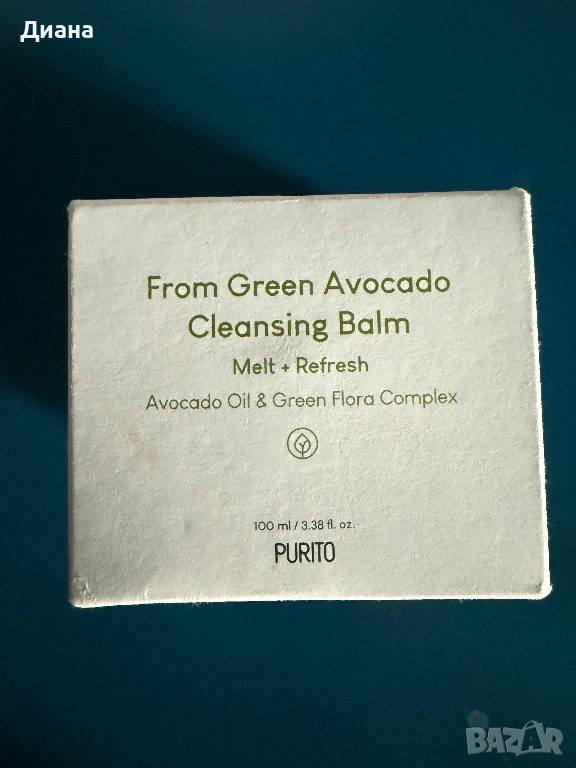 Диана
From Green Avocado
Cleansing Balm
Melt + Refresh
Avocado Oil & Green Flora Complex
100 ml / 3.38 fl. oz.
PURITO
BAZAR